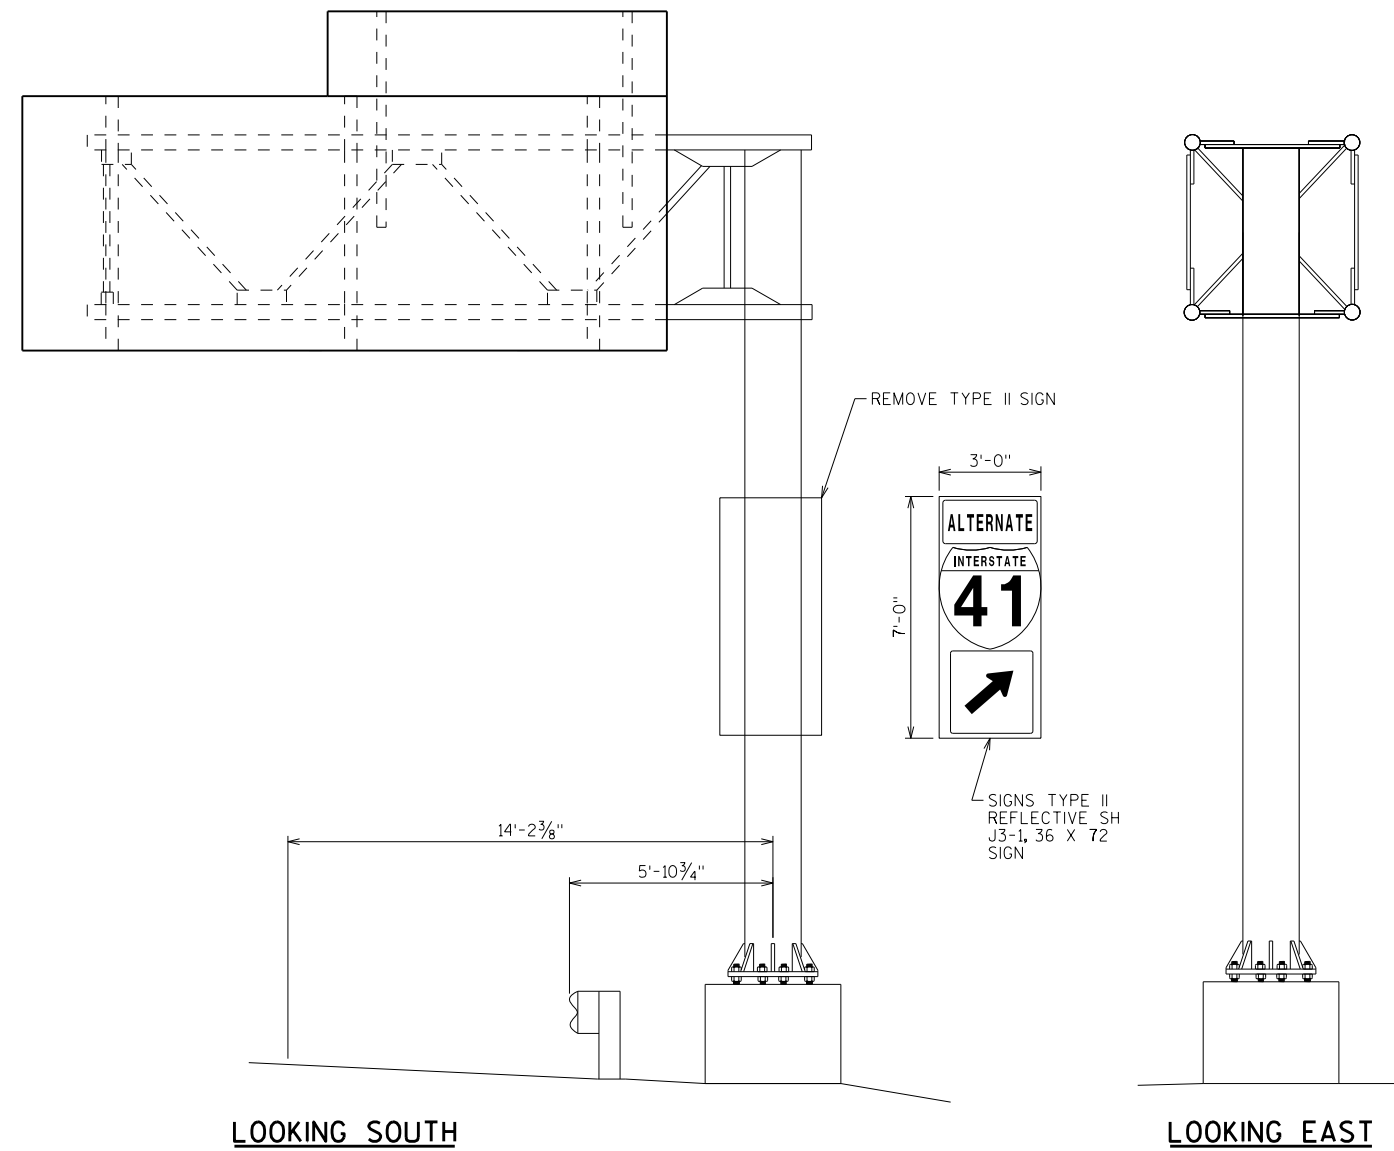 REMOVE TYPE II SIGN
3'-0"
7'-0"
ALTERNATE
INTERSTATE
41
SIGNS TYPE II
REFLECTIVE SH
J3-1, 36 X 72
SIGN
14'-2⅜"
5'-10¾"
LOOKING SOUTH
LOOKING EAST